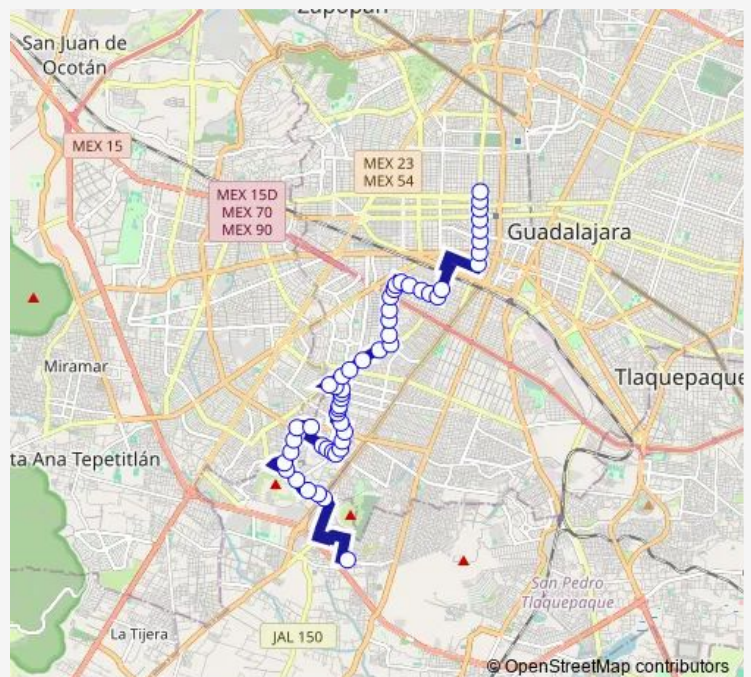 Zapopan
San Juan de
Ocotán
MEX 15
MEX 23
MEX 54
MEX 15D
MEX 70
MEX 90
Guadalajara
Miramar
Tlaquepaque
ta Ana Tepetitlán
San Pedro
Tlaquepaque
La Tijera
JAL 150
© OpenStreetMap contributors